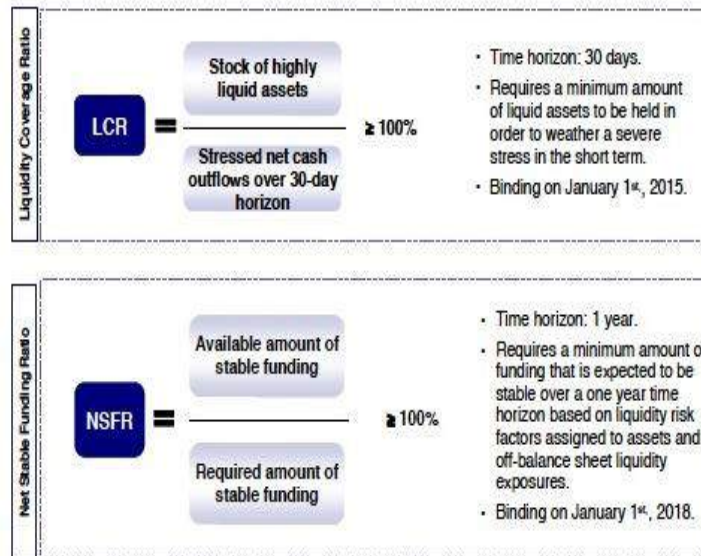 Liquidity Coverage Ratio
LCR
=
Stock of highly
liquid assets
Stressed net cash
outflows over 30-day
horizon
≥ 100%
• Time horizon: 30 days.
• Requires a minimum amount
of liquid assets to be held in
order to weather a severe
stress in the short term.
• Binding on January 1st, 2015.
Net Stable Funding Ratio
NSFR
=
Available amount of
stable funding
Required amount of
stable funding
≥ 100%
• Time horizon: 1 year.
• Requires a minimum amount o
funding that is expected to be
stable over a one year time
horizon based on liquidity risk
factors assigned to assets and
off-balance sheet liquidity
exposures.
• Binding on January 1st, 2018.